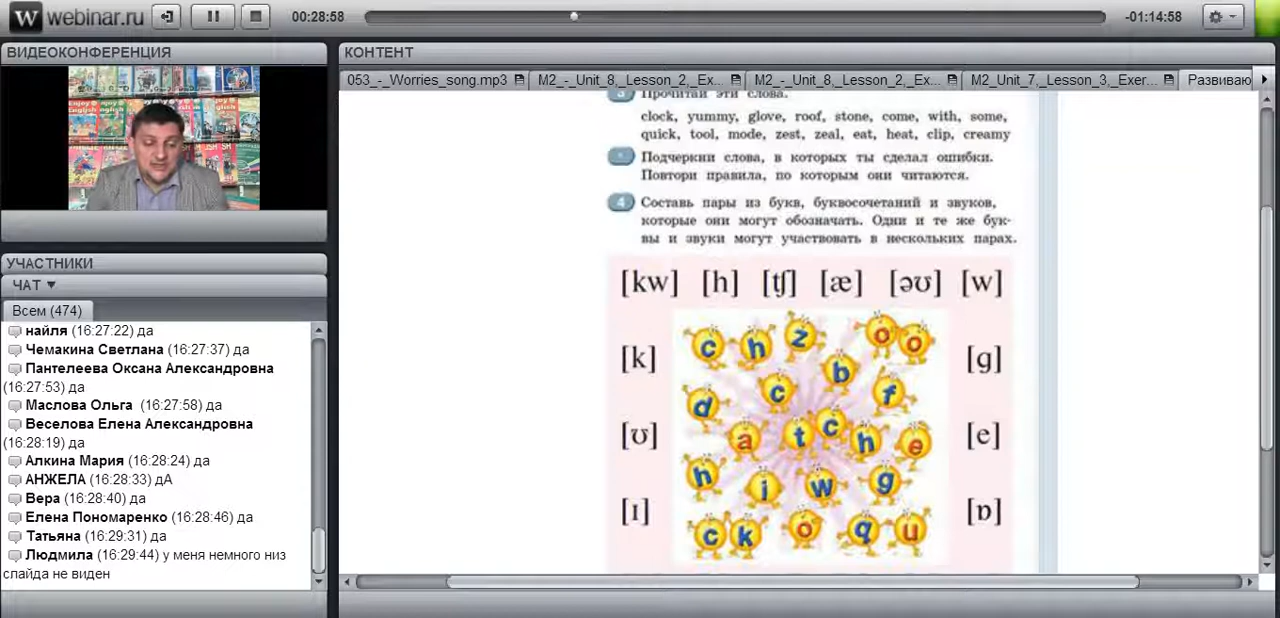 webinar.ru
00:28:58
-01:14:58
ВИДЕОКОНФЕРЕНЦИЯ
КОНТЕНТ
053_-_Worries_song.mp3
M2_-_Unit_8,_Lesson_2,_Ex...
M2_-_Unit_8,_Lesson_2,_Ex...
M2_Unit_7,_Lesson_3,_Exer...
Развиваю
УЧАСТНИКИ
ЧАТ
Всем (474)
найля (16:27:22) да
Чемакина Светлана (16:27:37) да
Пантелеева Оксана Александровна
(16:27:53) да
Маслова Ольга (16:27:58) да
Веселова Елена Александровна
(16:28:19) да
Алкина Мария (16:28:24) да
АНЖЕЛА (16:28:33) дА
Вера (16:28:40) да
Елена Пономаренко (16:28:46) да
Татьяна (16:29:31) да
Людмила (16:29:44) у меня немного низ
слайда не виден
3 Прочитай эти слова.
clock, yummy, glove, roof, stone, come, with, some,
quick, tool, mode, zest, zeal, eat, heat, clip, creamy
Подчеркни слова, в которых ты сделал ошибки.
Повтори правила, по которым они читаются.
4 Составь пары из букв, буквосочетаний и звуков,
которые они могут обозначать. Одни и те же бук-
вы и звуки могут участвовать в нескольких парах.
[kw] [h] [tʃ] [æ] [əʊ] [w]
c h z o o
[k] b [g]
d c f
[ʊ] a t c h e [e]
h j w g
[ɪ] c k o q u [ɒ]